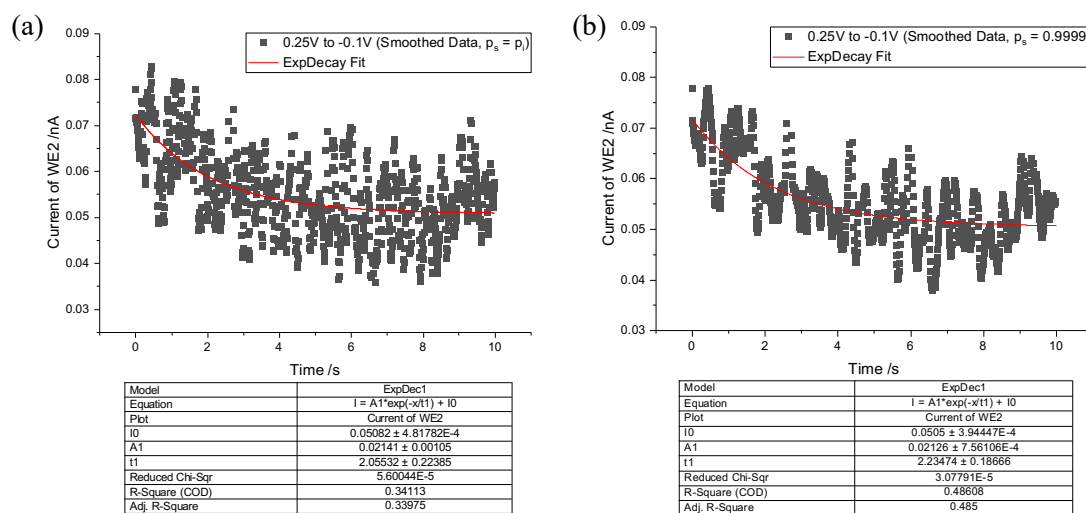 (a)
0.25V to -0.1V (Smoothed Data, pₛ = pᵢ)
ExpDecay Fit
Current of WE2 /nA
0.09
0.08
0.07
0.06
0.05
0.04
0.03
0
2
4
6
8
10
Time /s
Model ExpDec1
Equation I = A1*exp(-x/t1) + I0
Plot Current of WE2
I0 0.05082 ± 4.81782E-4
A1 0.02141 ± 0.00105
t1 2.05532 ± 0.22385
Reduced Chi-Sqr 5.60044E-5
R-Square (COD) 0.34113
Adj. R-Square 0.33975
(b)
0.25V to -0.1V (Smoothed Data, pₛ = 0.9999
ExpDecay Fit
Current of WE2 /nA
0.09
0.08
0.07
0.06
0.05
0.04
0.03
0
2
4
6
8
10
Time /s
Model ExpDec1
Equation I = A1*exp(-x/t1) + I0
Plot Current of WE2
I0 0.0505 ± 3.94447E-4
A1 0.02126 ± 7.56106E-4
t1 2.23474 ± 0.18666
Reduced Chi-Sqr 3.07791E-5
R-Square (COD) 0.48608
Adj. R-Square 0.485